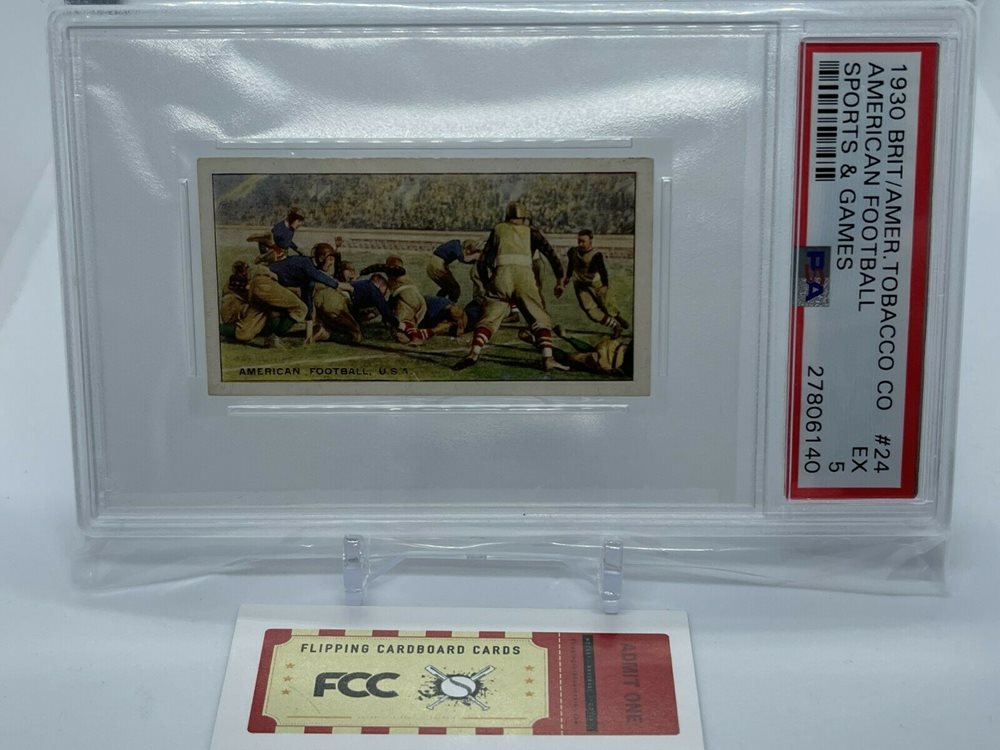 1930 BRIT/AMER.TOBACCO CO #24
AMERICAN FOOTBALL EX
SPORTS & GAMES 5
PSA 27806140
AMERICAN FOOTBALL, U.S.A.
FLIPPING CARDBOARD CARDS
FCC
ADMIT ONE